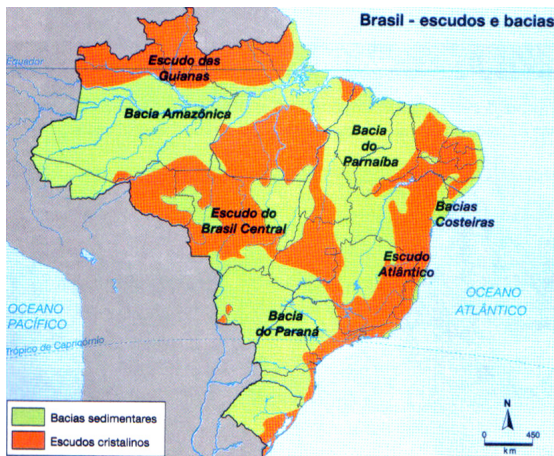 Brasil - escudos e bacias
Equador
Escudo das
Guianas
Bacia Amazônica
Bacia
do
Parnaíba
Escudo do
Brasil Central
Bacias
Costeiras
Escudo
Atlântico
OCEANO
PACÍFICO
OCEANO
ATLÂNTICO
Bacia
do Paraná
Trópico de Capricórnio
Bacias sedimentares
Escudos cristalinos
N
0 450
km